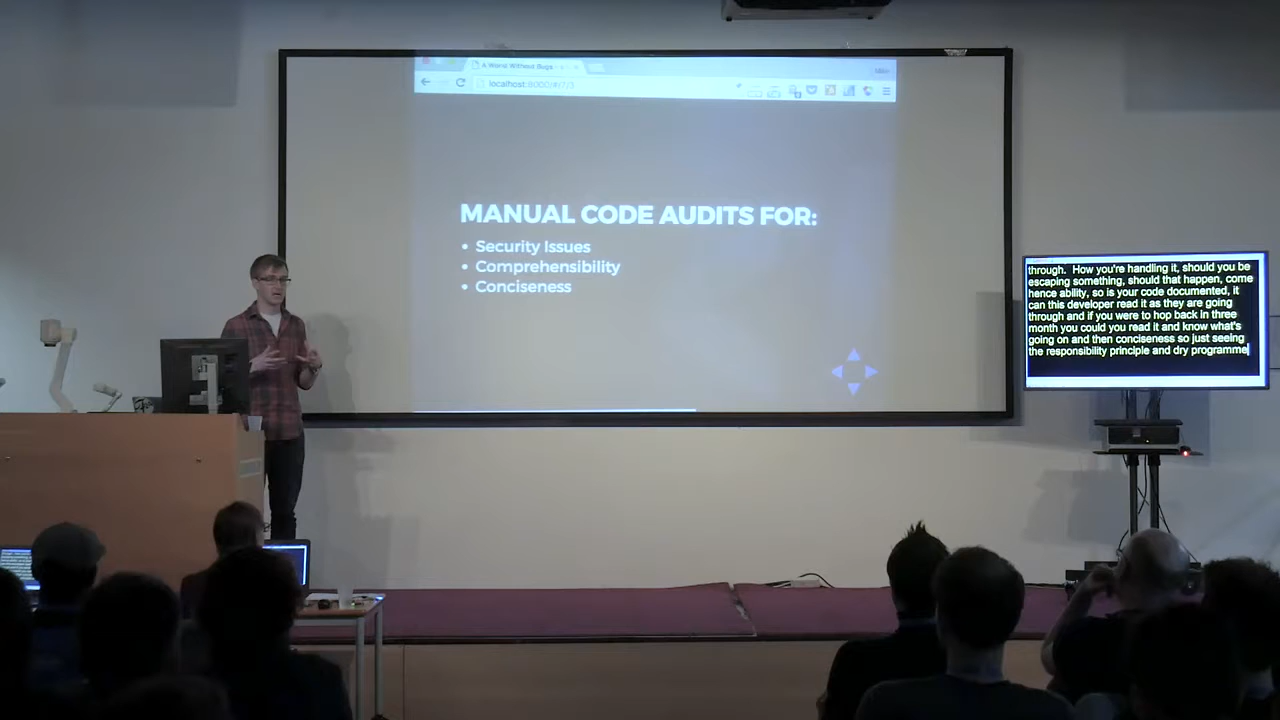 A World Without Bugs
localhost:8000/#/7/3
MANUAL CODE AUDITS FOR:
• Security Issues
• Comprehensibility
• Conciseness
through. How you're handling it, should you be
escaping something, should that happen, come
hence ability, so is your code documented, it
can this developer read it as they are going
through and if you were to hop back in three
month you could you read it and know what's
going on and then conciseness so just seeing
the responsibility principle and dry programme